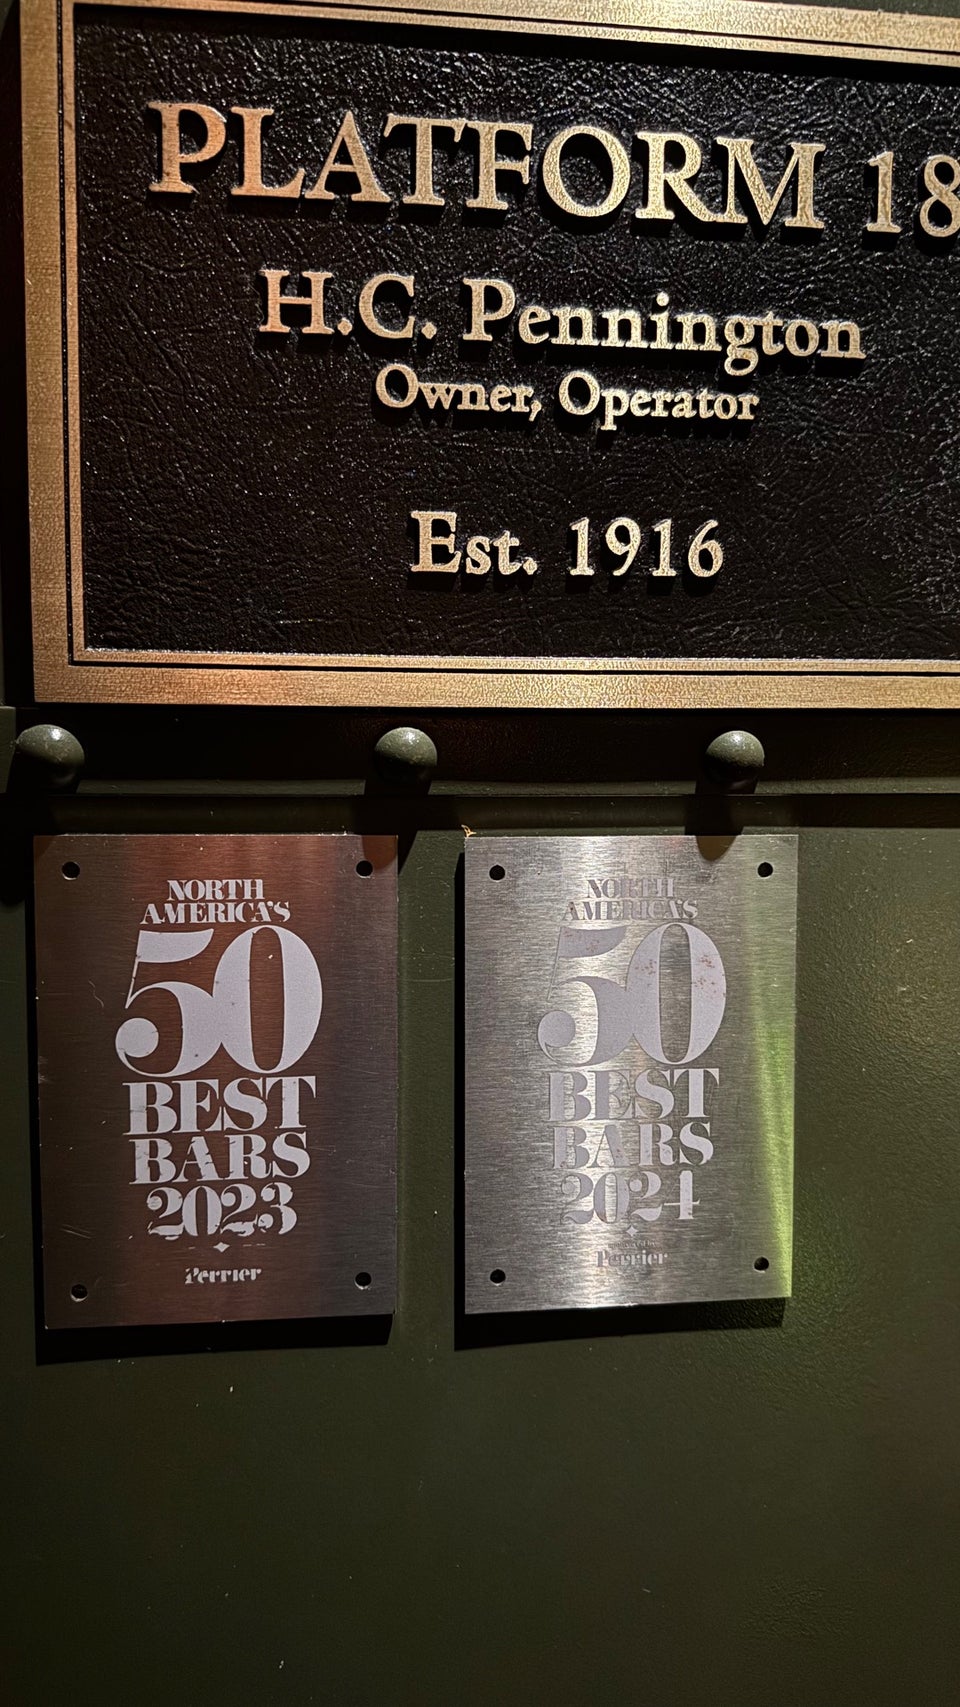 PLATFORM 18
H.C. Pennington
Owner, Operator
Est. 1916
NORTH
AMERICA'S
50
BEST
BARS
2023
Perrier
NORTH
AMERICA'S
50
BEST
BARS
2024
Perrier